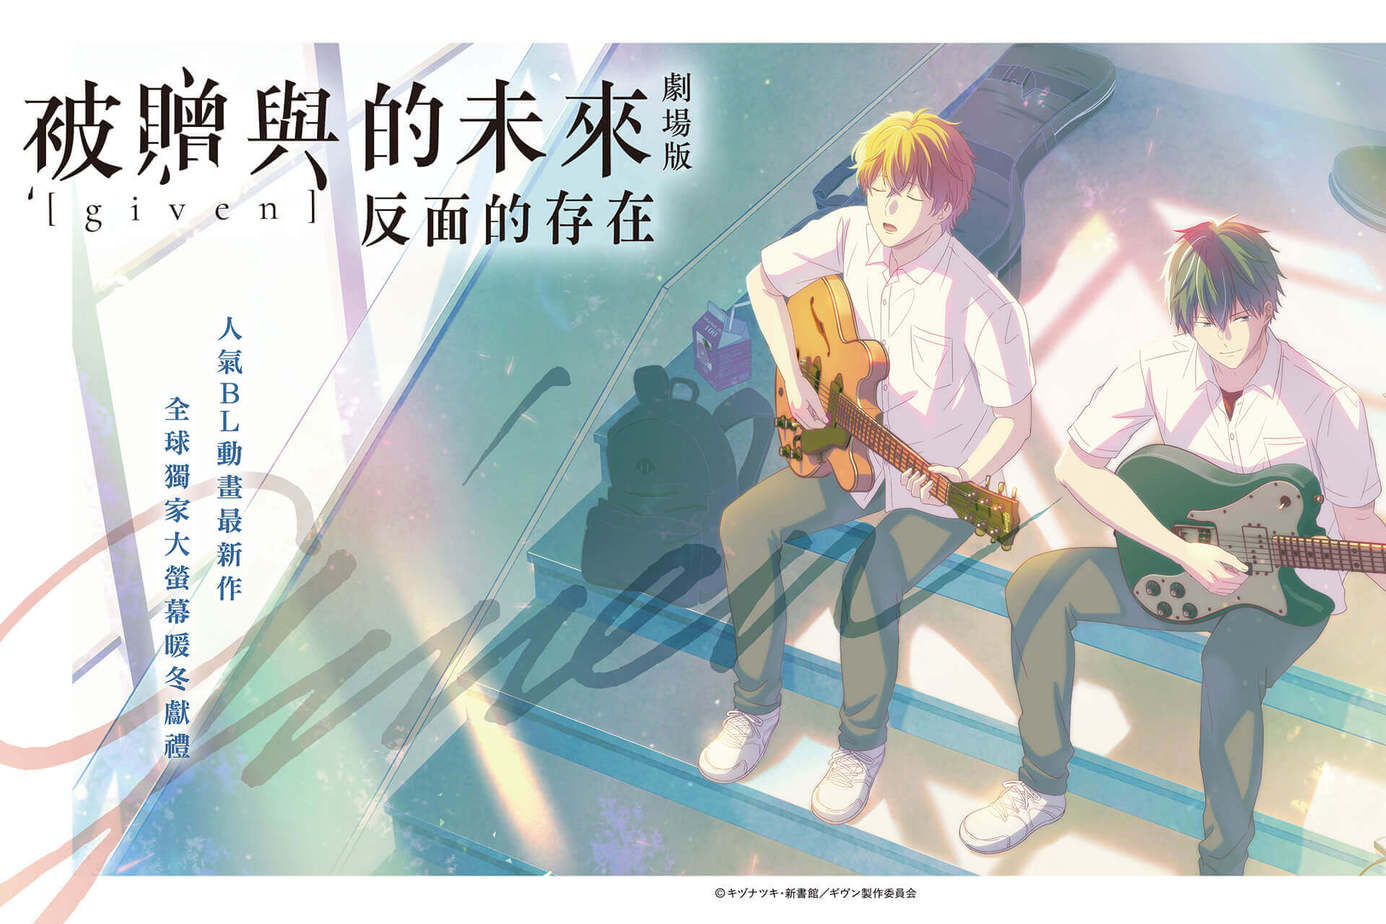 被贈與的未來
劇場版
[given]
反面的存在
人氣BL動畫最新作
全球獨家大螢幕暖冬獻禮
given
©キヅナツキ・新書館／ギヴン製作委員会